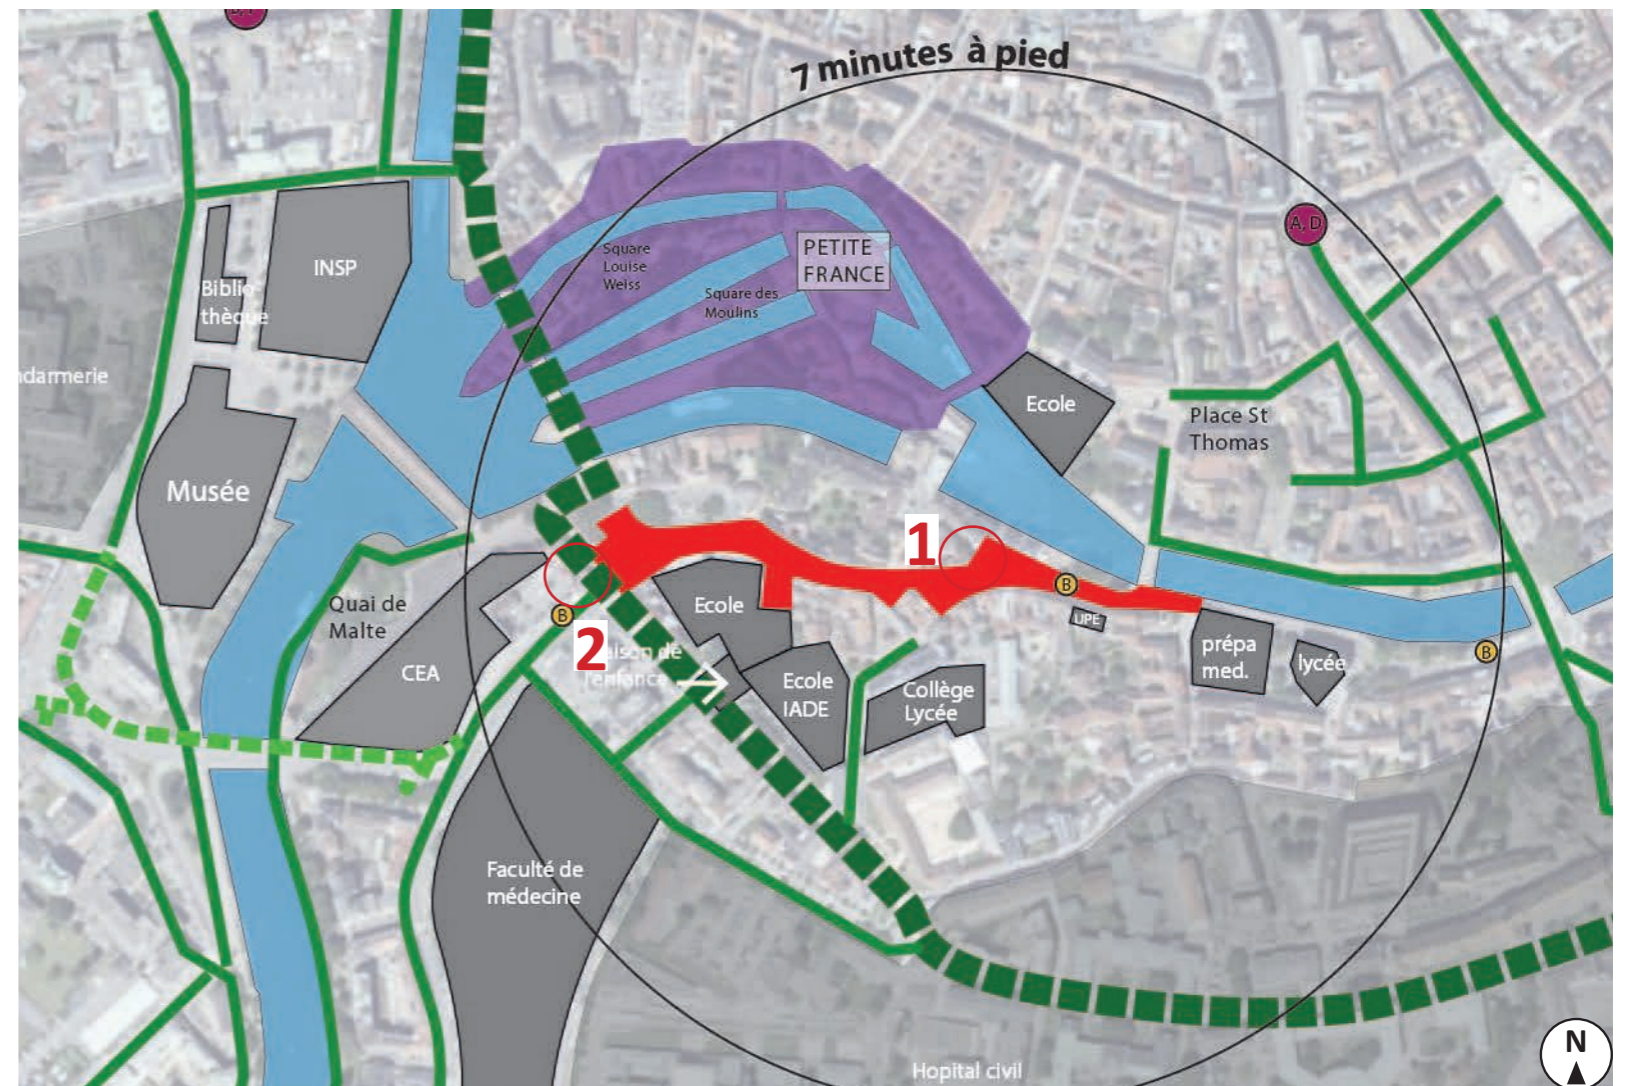 7 minutes à pied
A, D
INSP
Biblio-
thèque
Square
Louise
Weiss
PETITE
FRANCE
Square des
Moulins
ndarmerie
Ecole
Place St
Thomas
Musée
1
B
Quai de
Malte
Ecole
B
UPE
2
prépa
med.
lycée
B
CEA
aison de
l'enfance
Ecole
IADE
Collège
Lycée
Faculté de
médecine
Hopital civil
N